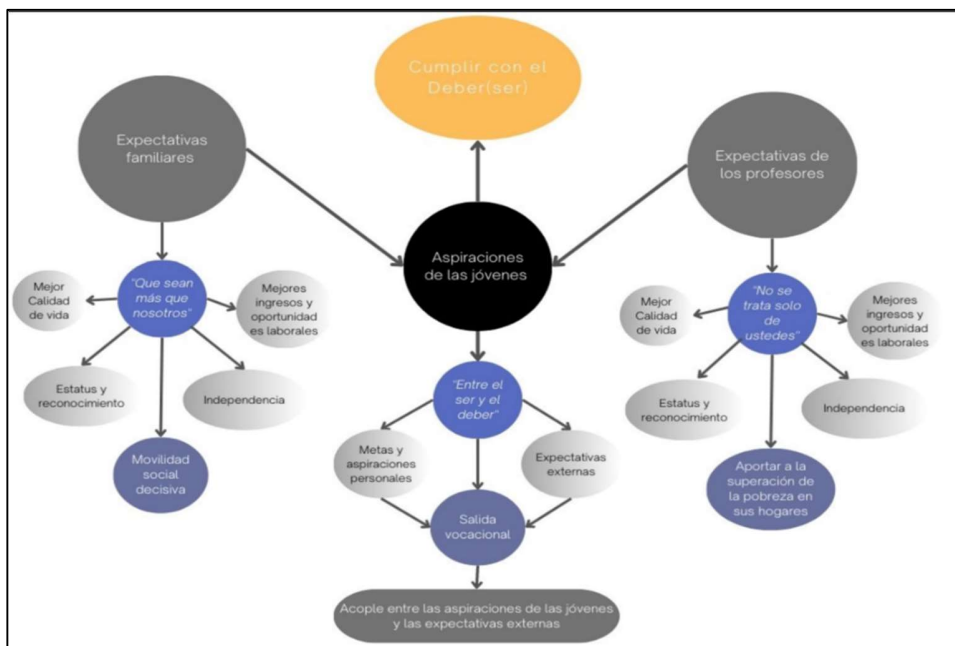 Cumplir con el
Deber(ser)
Expectativas
familiares
Expectativas de
los profesores
Aspiraciones
de las jóvenes
Mejor
Calidad
de vida
"Que sean
más que
nosotros"
Mejores
ingresos y
oportunidad
es laborales
Estatus y
reconocimiento
Independencia
Movilidad
social
decisiva
"Entre el
ser y el
deber"
Metas y
aspiraciones
personales
Expectativas
externas
Salida
vocacional
Acople entre las aspiraciones de las jóvenes
y las expectativas externas
Mejor
Calidad
de vida
"No se
trata solo
de
ustedes"
Mejores
ingresos y
oportunidad
es laborales
Estatus y
reconocimiento
Independencia
Aportar a la
superación de
la pobreza en
sus hogares